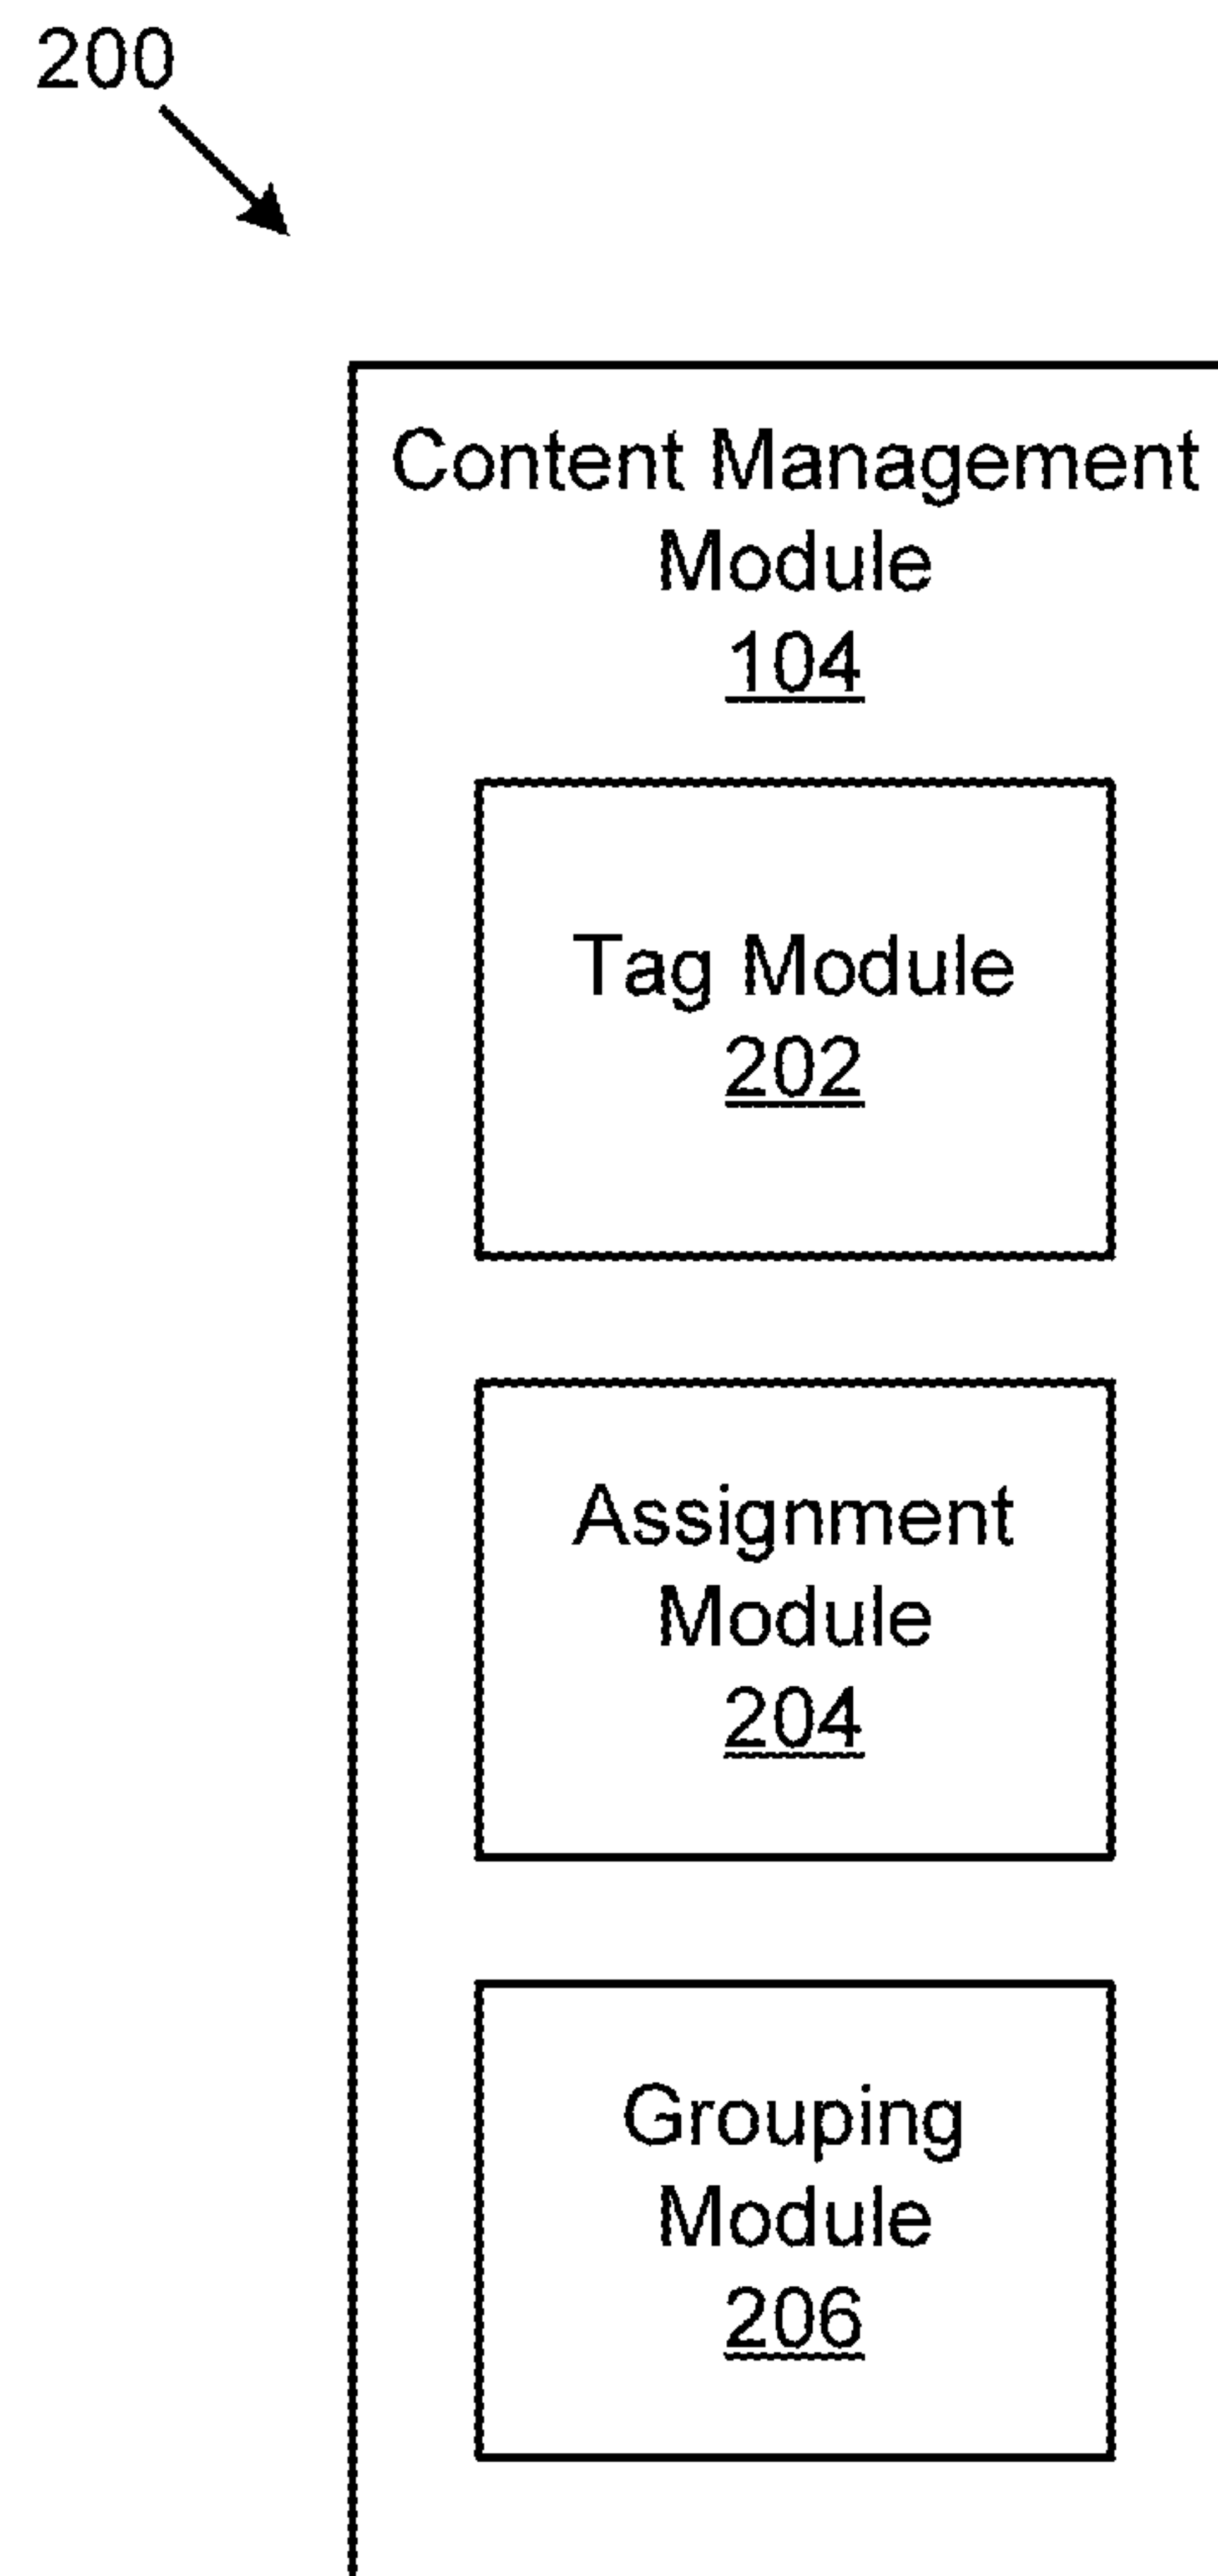 200
Content Management
Module
104
Tag Module
202
Assignment
Module
204
Grouping
Module
206